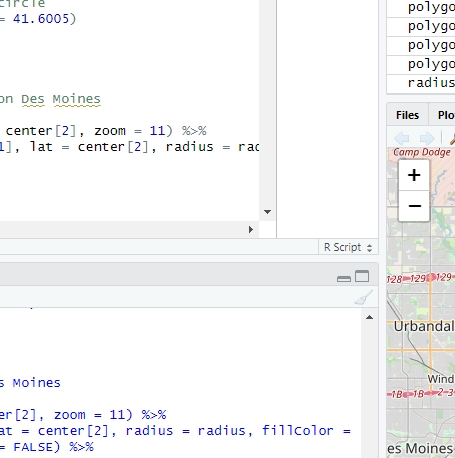 circle
= 41.6005)
on Des Moines
center[2], zoom = 11) %>%
1], lat = center[2], radius = rad
R Script
s Moines
er[2], zoom = 11) %>%
at = center[2], radius = radius, fillColor =
= FALSE) %>%
polygo
polygo
polygo
polygo
radius
Files Plo
Camp Dodge
+
−
128 129 129
Urbandal
Wind
1B 1B 2 3
es Moines